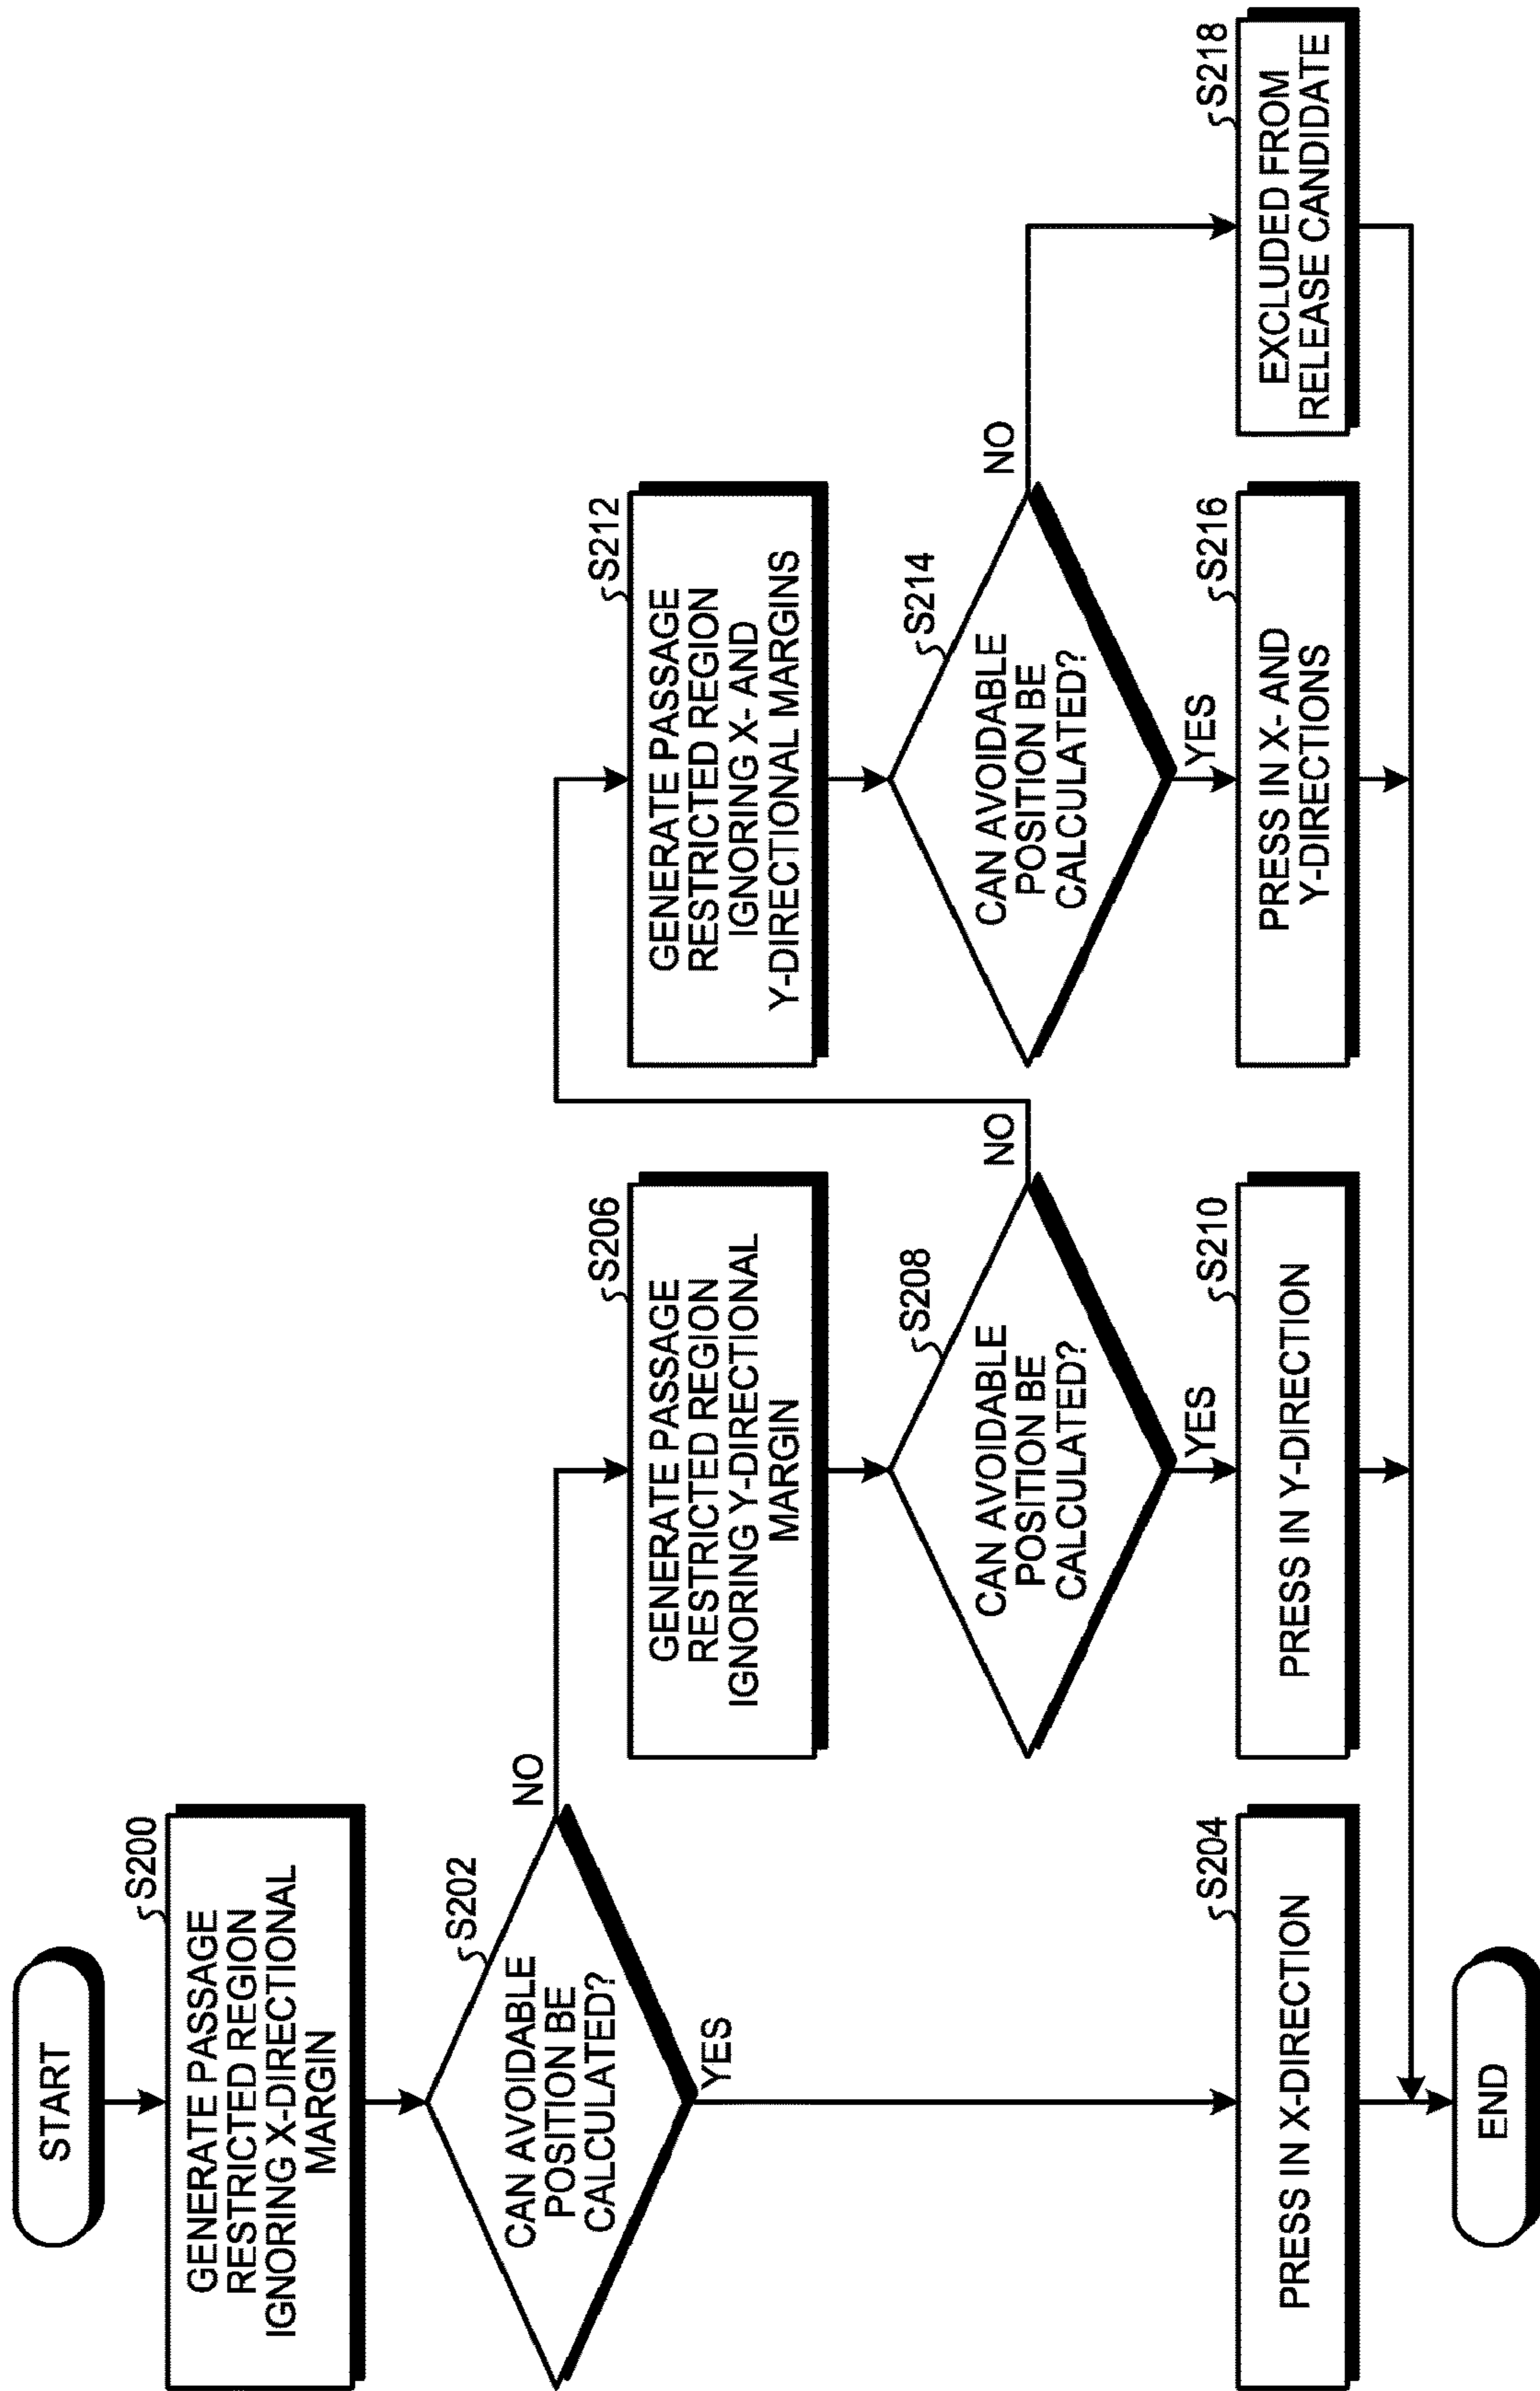 START
S200
GENERATE PASSAGE
RESTRICTED REGION
IGNORING X-DIRECTIONAL
MARGIN
S202
CAN AVOIDABLE
POSITION BE
CALCULATED?
NO
YES
S204
PRESS IN X-DIRECTION
S206
GENERATE PASSAGE
RESTRICTED REGION
IGNORING Y-DIRECTIONAL
MARGIN
S208
CAN AVOIDABLE
POSITION BE
CALCULATED?
NO
YES
S210
PRESS IN Y-DIRECTION
S212
GENERATE PASSAGE
RESTRICTED REGION
IGNORING X- AND
Y-DIRECTIONAL MARGINS
S214
CAN AVOIDABLE
POSITION BE
CALCULATED?
NO
YES
S216
PRESS IN X- AND
Y-DIRECTIONS
S218
EXCLUDED FROM
RELEASE CANDIDATE
END